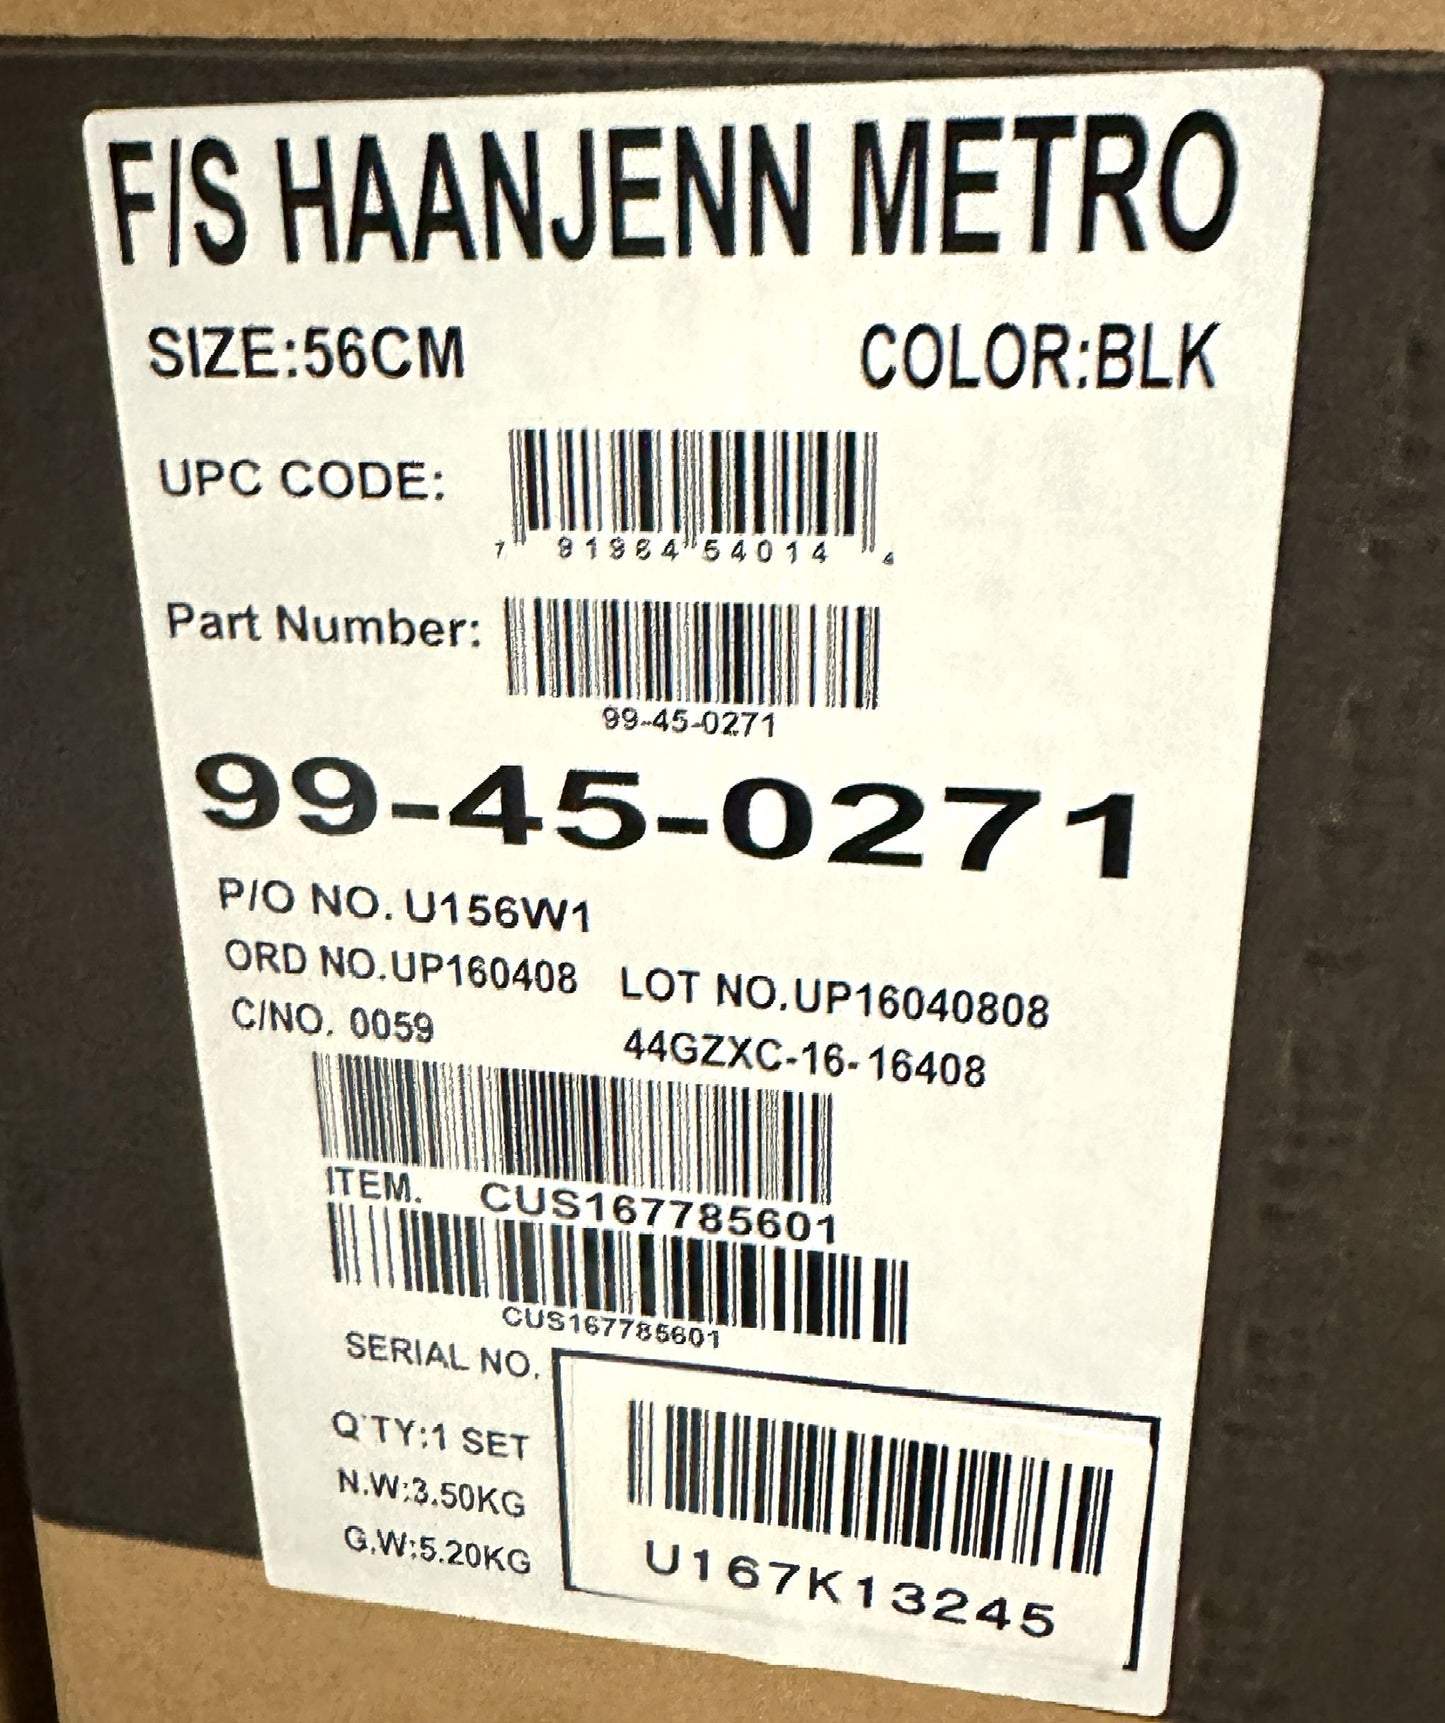 F/S HAANJENN METRO
SIZE:56CM COLOR:BLK
UPC CODE:
7 91964 54014 4
Part Number:
99-45-0271
99-45-0271
P/O NO. U156W1
ORD NO.UP160408 LOT NO.UP16040808
C/NO. 0059 44GZXC-16-16408
ITEM. CUS167785601
CUS167785601
SERIAL NO.
Q'TY:1 SET
N.W:3.50KG
G.W:5.20KG
U167K13245